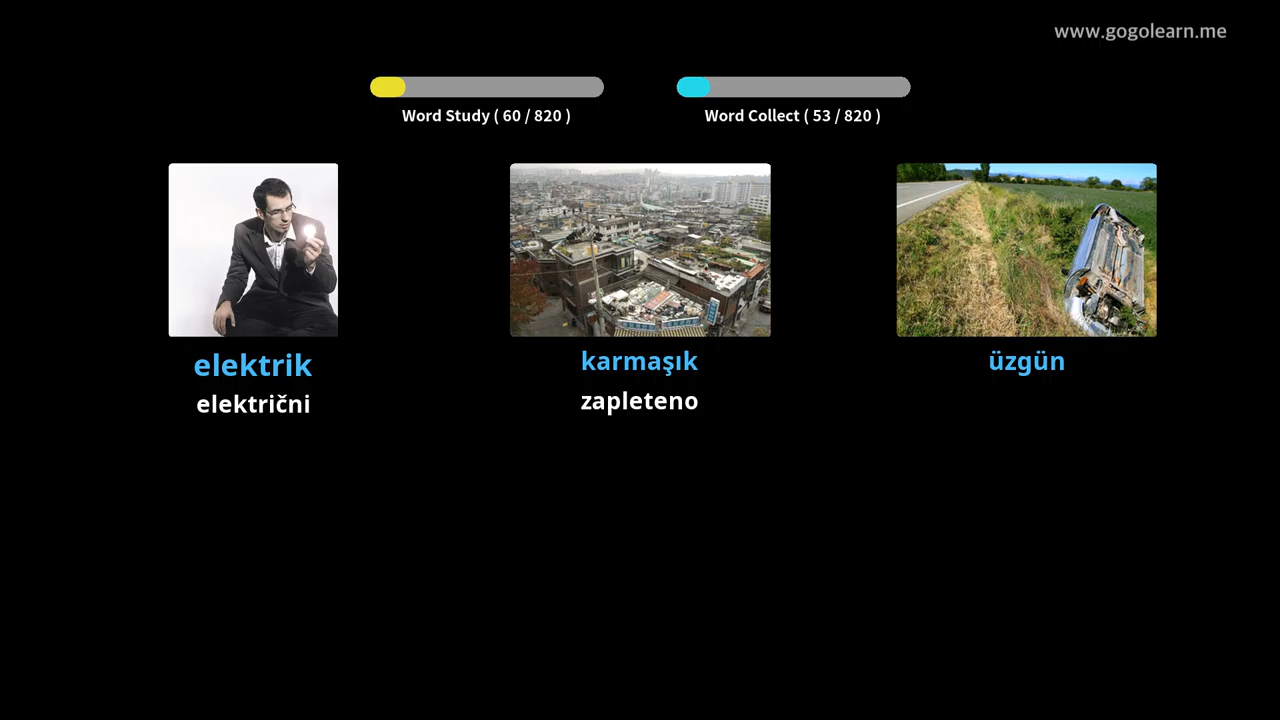 www.gogolearn.me
Word Study ( 60 / 820 )
Word Collect ( 53 / 820 )
elektrik
električni
karmaşık
zapleteno
üzgün